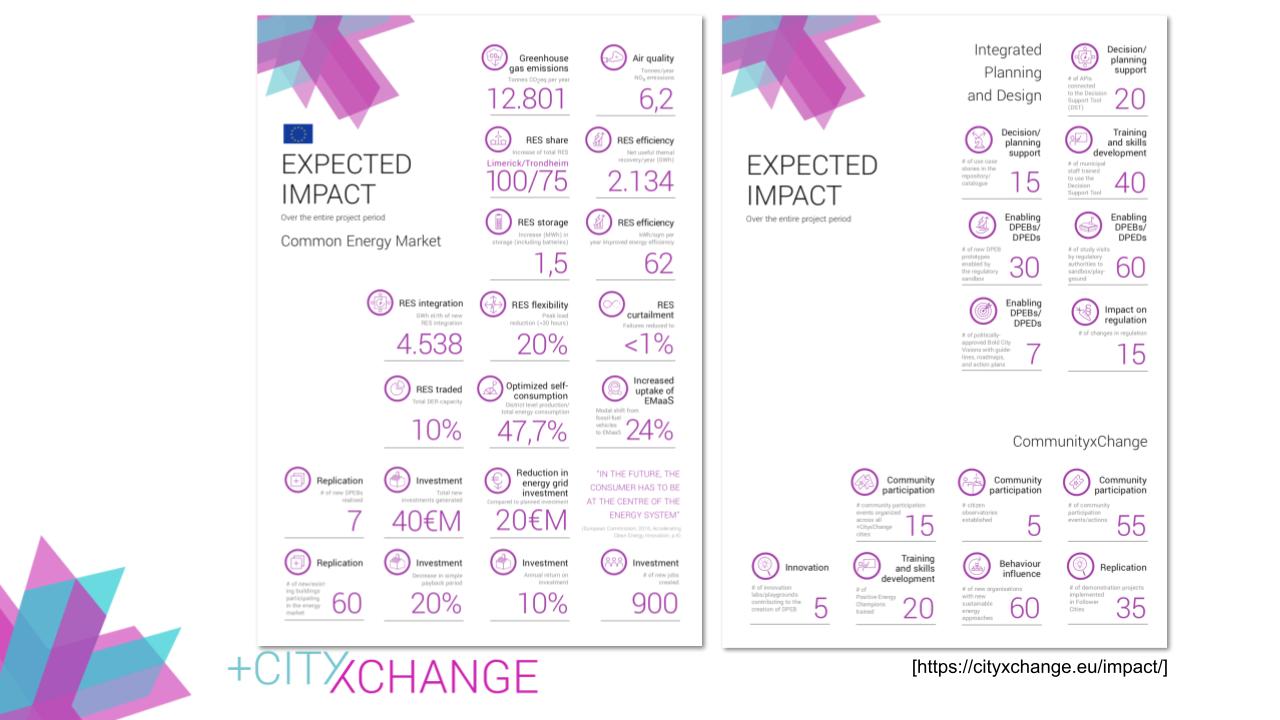 EXPECTED
IMPACT
Over the entire project period
Common Energy Market
Greenhouse
gas emissions
Tonnes CO2eq per year
12.801
Air quality
Tonnes/year
NOx emissions
6,2
RES share
Increase of total RES
Limerick/Trondheim
100/75
RES efficiency
Net useful themal
recovery/year (GWh)
2.134
RES storage
Increase (MWh) in
storage (including batteries)
1,5
RES efficiency
kWh/sqm per
year improved energy efficiency
62
RES integration
GWh el/th of new
RES integration
4.538
RES flexibility
Peak load
reduction (+30 hours)
20%
RES
curtailment
Failures reduced to
<1%
RES traded
Total DER-capacity
10%
Optimized self-
consumption
District level production/
total energy consumption
47,7%
Increased
uptake of
EMaaS
Modal shift from
fossil-fuel
vehicles
to EMaaS
24%
Replication
# of new DPEBs
realised
7
Investment
Total new
investments generated
40€M
Reduction in
energy grid
investment
Compared to planned investment
20€M
"IN THE FUTURE, THE
CONSUMER HAS TO BE
AT THE CENTRE OF THE
ENERGY SYSTEM"
(European Commission, 2016, Accelerating
Clean Energy Innovation, p.6)
Replication
# of new/exist
ing buildings
participating
in the energy
market
60
Investment
Decrease in simple
payback period
20%
Investment
Annual return on
investment
10%
Investment
# of new jobs
created
900
EXPECTED
IMPACT
Over the entire project period
Integrated
Planning
and Design
Decision/
planning
support
# of APIs
connected
to the Decision
Support Tool
(DST)
20
Decision/
planning
support
# of use case
stories in the
repository/
catalogue
15
Training
and skills
development
# of municipal
staff trained
to use the
Decision
Support Tool
40
Enabling
DPEBs/
DPEDs
# of new DPEB
prototypes
enabled by
the regulatory
sandbox
30
Enabling
DPEBs/
DPEDs
# of study visits
by regulatory
authorities to
sandbox/play-
ground
60
Enabling
DPEBs/
DPEDs
# of politically-
approved Bold City
Visions with guide-
lines, roadmaps,
and action plans
7
Impact on
regulation
# of changes in regulation
15
CommunityxChange
Community
participation
# community participation
events organized
across all
+CityxChange
cities
15
Community
participation
# citizen
observatories
established
5
Community
participation
# of community
participation
events/actions
55
Innovation
# of innovation
labs/playgrounds
contributing to the
creation of DPEB
5
Training
and skills
development
# of
Positive Energy
Champions
trained
20
Behaviour
influence
# of new organisations
with new
sustainable
energy
approaches
60
Replication
# of demonstration projects
implemented
in Follower
Cities
35
+CITYXCHANGE
[https://cityxchange.eu/impact/]